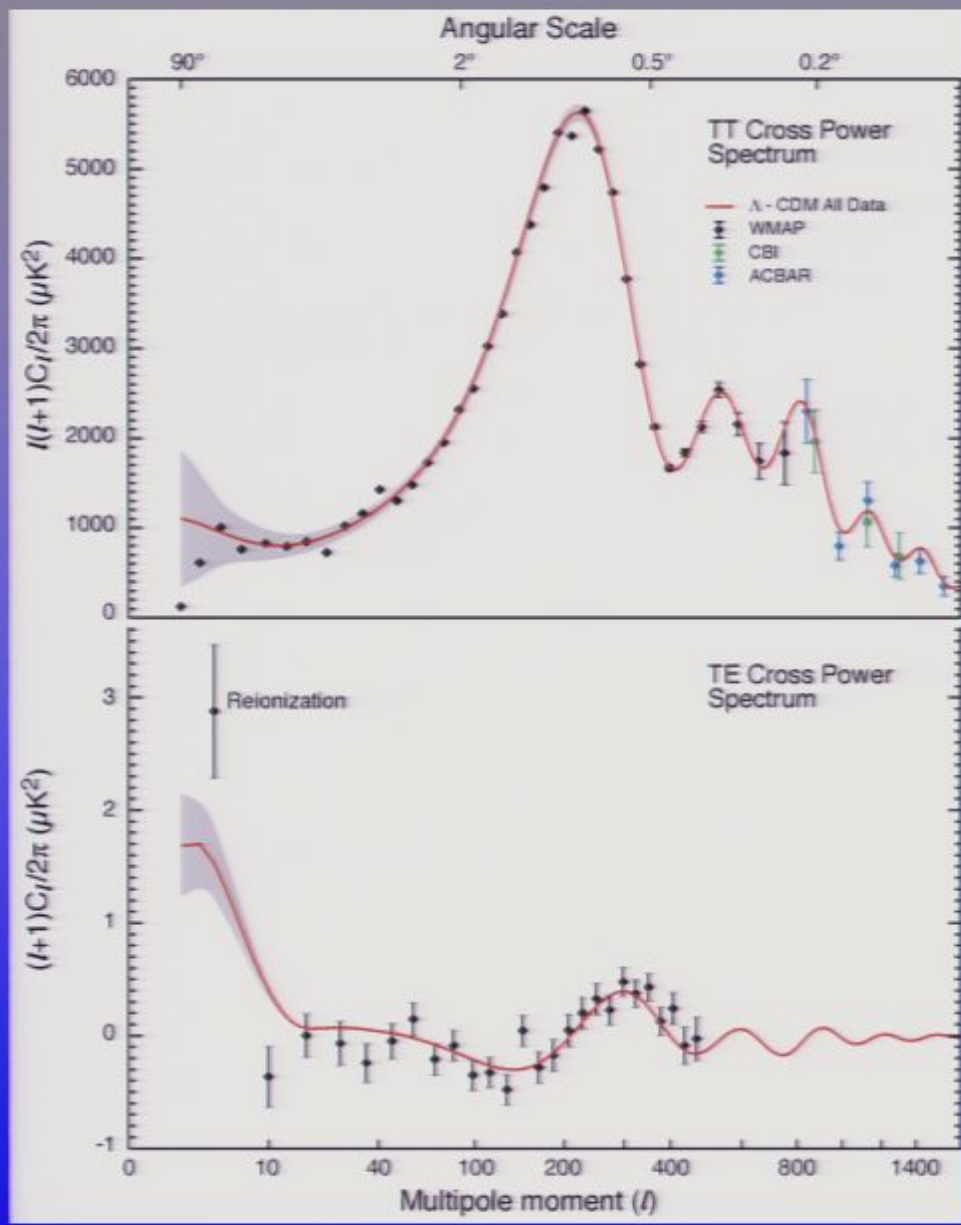 Angular Scale
90° 2° 0.5° 0.2°
6000
5000
4000
3000
2000
1000
0
l(l+1)Cl/2π (μK²)
TT Cross Power
Spectrum
Λ - CDM All Data
WMAP
CBI
ACBAR
TE Cross Power
Spectrum
Reionization
3
2
1
0
-1
(l+1)Cl/2π (μK²)
0 10 40 100 200 400 800 1400
Multipole moment (l)